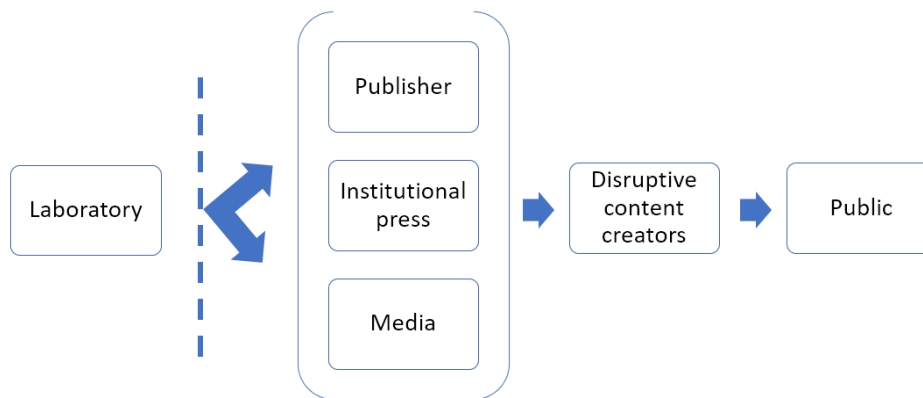 Laboratory
Publisher
Institutional
press
Media
Disruptive
content
creators
Public